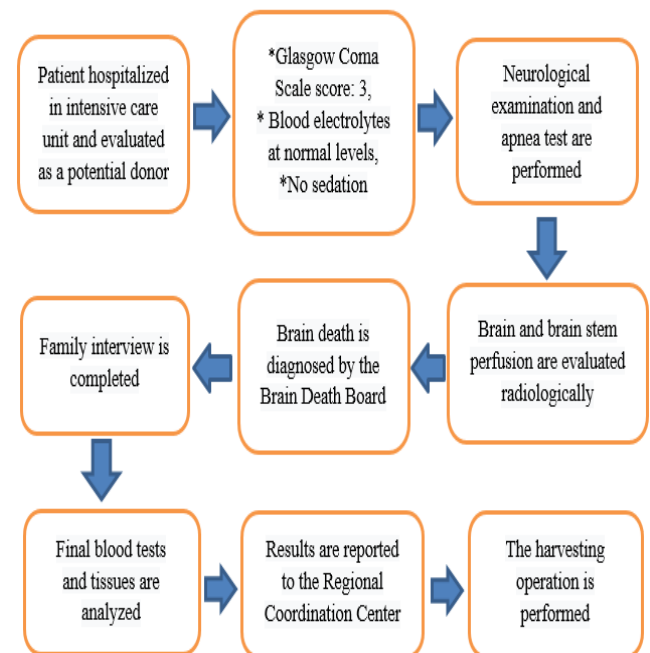 Patient hospitalized
in intensive care
unit and evaluated
as a potential donor
*Glasgow Coma
Scale score: 3,
* Blood electrolytes
at normal levels,
*No sedation
Neurological
examination and
apnea test are
performed
Brain and brain stem
perfusion are evaluated
radiologically
Brain death is
diagnosed by the
Brain Death Board
Family interview is
completed
Final blood tests
and tissues are
analyzed
Results are reported
to the Regional
Coordination Center
The harvesting
operation is
performed